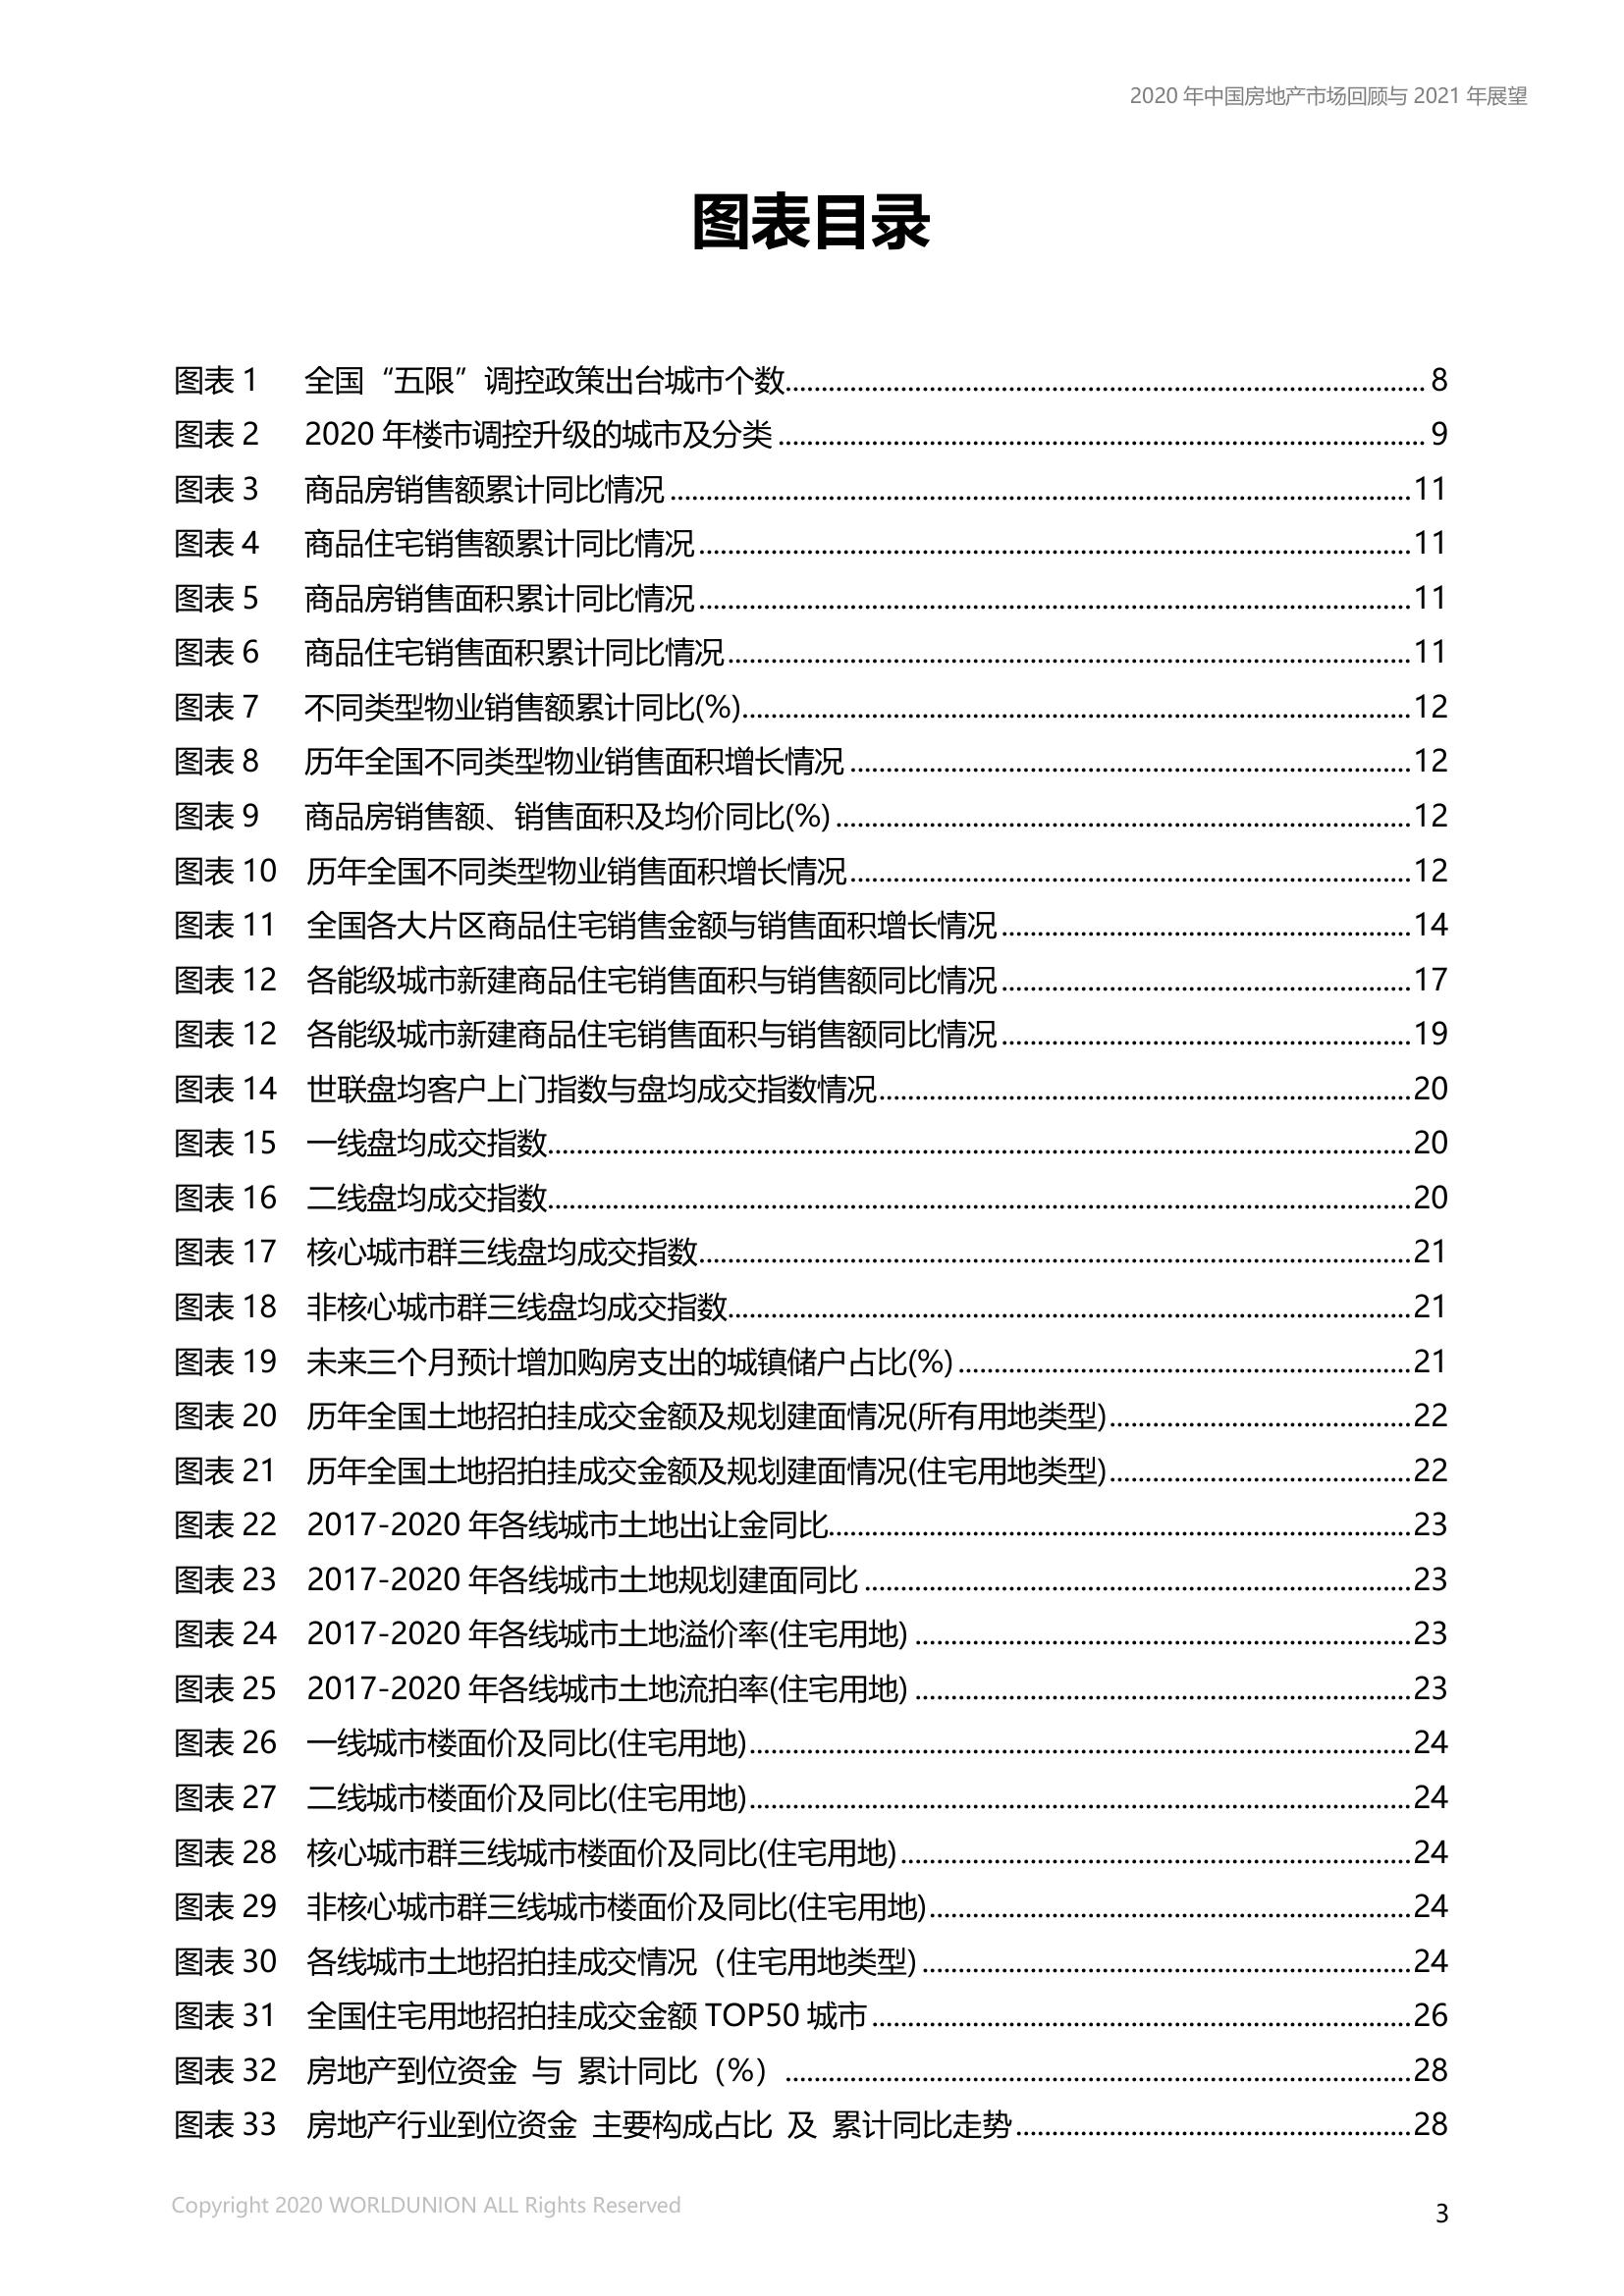 2020 年中国房地产市场回顾与 2021 年展望
图表目录
图表 1 全国“五限”调控政策出台城市个数 8
图表 2 2020 年楼市调控升级的城市及分类 9
图表 3 商品房销售额累计同比情况 11
图表 4 商品住宅销售额累计同比情况 11
图表 5 商品房销售面积累计同比情况 11
图表 6 商品住宅销售面积累计同比情况 11
图表 7 不同类型物业销售额累计同比(%) 12
图表 8 历年全国不同类型物业销售面积增长情况 12
图表 9 商品房销售额、销售面积及均价同比(%) 12
图表 10 历年全国不同类型物业销售面积增长情况 12
图表 11 全国各大片区商品住宅销售金额与销售面积增长情况 14
图表 12 各能级城市新建商品住宅销售面积与销售额同比情况 17
图表 12 各能级城市新建商品住宅销售面积与销售额同比情况 19
图表 14 世联盘均客户上门指数与盘均成交指数情况 20
图表 15 一线盘均成交指数 20
图表 16 二线盘均成交指数 20
图表 17 核心城市群三线盘均成交指数 21
图表 18 非核心城市群三线盘均成交指数 21
图表 19 未来三个月预计增加购房支出的城镇储户占比(%) 21
图表 20 历年全国土地招拍挂成交金额及规划建面情况(所有用地类型) 22
图表 21 历年全国土地招拍挂成交金额及规划建面情况(住宅用地类型) 22
图表 22 2017-2020 年各线城市土地出让金同比 23
图表 23 2017-2020 年各线城市土地规划建面同比 23
图表 24 2017-2020 年各线城市土地溢价率(住宅用地) 23
图表 25 2017-2020 年各线城市土地流拍率(住宅用地) 23
图表 26 一线城市楼面价及同比(住宅用地) 24
图表 27 二线城市楼面价及同比(住宅用地) 24
图表 28 核心城市群三线城市楼面价及同比(住宅用地) 24
图表 29 非核心城市群三线城市楼面价及同比(住宅用地) 24
图表 30 各线城市土地招拍挂成交情况（住宅用地类型) 24
图表 31 全国住宅用地招拍挂成交金额 TOP50 城市 26
图表 32 房地产到位资金 与 累计同比（%） 28
图表 33 房地产行业到位资金 主要构成占比 及 累计同比走势 28
Copyright 2020 WORLDUNION ALL Rights Reserved
3